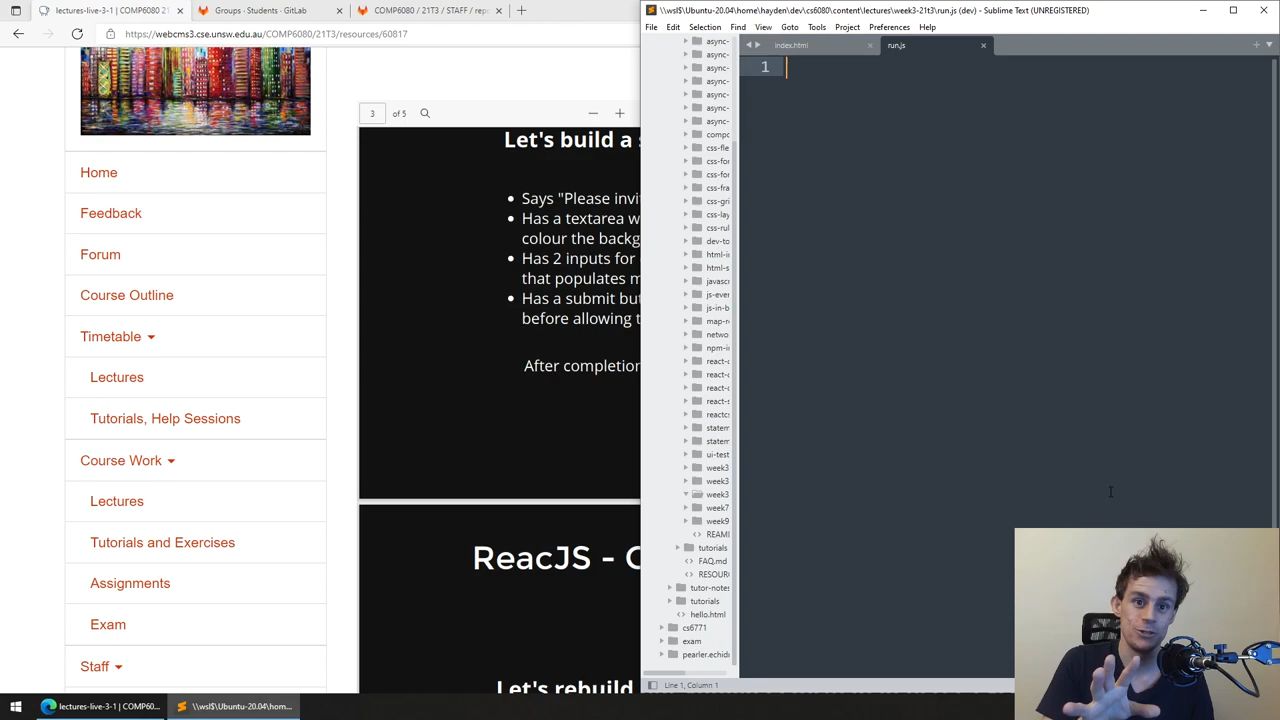 lectures-live-3-1 | COMP6080
Groups - Students - GitLab
COMP6080 / 21T3 / STAFF / repo
https://webcms3.cse.unsw.edu.au/COMP6080/21T3/resources/60817
Home
Feedback
Forum
Course Outline
Timetable
Lectures
Tutorials, Help Sessions
Course Work
Lectures
Tutorials and Exercises
Assignments
Exam
Staff
3 of 5
Let's build a s
Says "Please invi
Has a textarea w
colour the backg
Has 2 inputs for
that populates m
Has a submit but
before allowing t
After completion
ReacJS - C
Let's rebuild
\\wsl$\Ubuntu-20.04\home\hayden\dev\cs6080\content\lectures\week3-21t3\run.js (dev) - Sublime Text (UNREGISTERED)
File Edit Selection Find View Goto Tools Project Preferences Help
index.html
run.js
1
async-
async-
async-
async-
async-
async-
async-
compo
css-fle
css-for
css-for
css-fra
css-gri
css-lay
css-rul
dev-to
html-in
html-s
javascr
js-even
js-in-b
map-re
netwo
npm-in
react-c
react-c
react-c
react-s
reactcs
statem
statem
ui-test
week3
week3
week3
week7
week9
READ
tutorials
FAQ.md
RESOUR
tutor-notes
tutorials
hello.html
cs6771
exam
pearler.echidn
Line 1, Column 1
lectures-live-3-1 | COMP60...
\\wsl$\Ubuntu-20.04\hom...